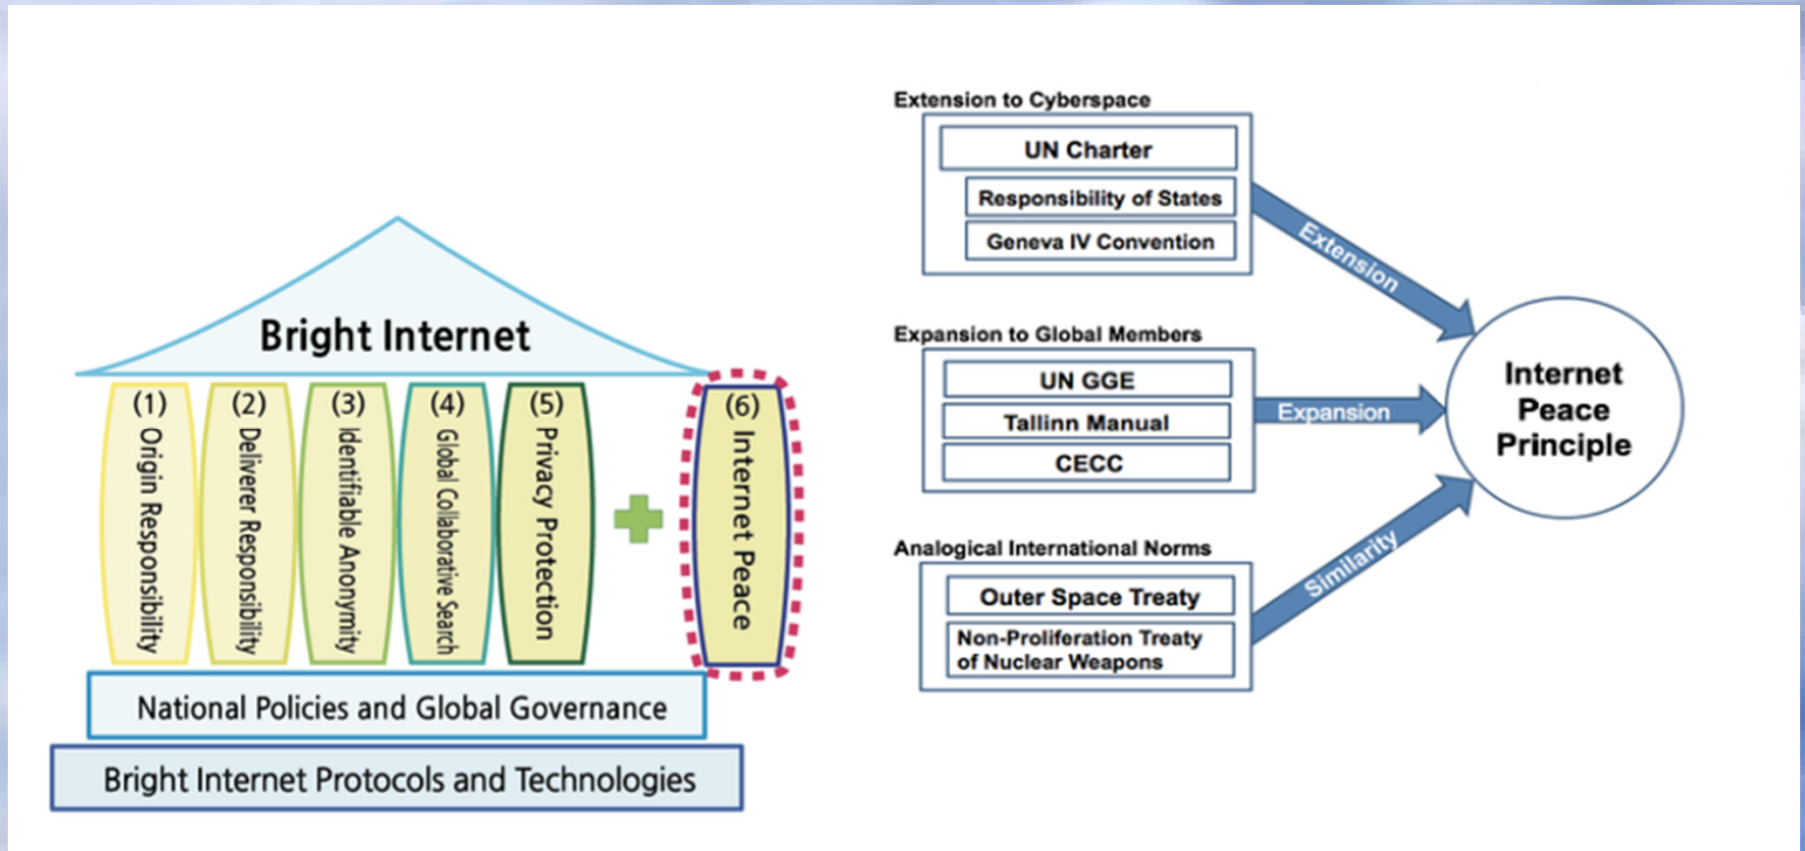 Bright Internet
(1) Origin Responsibility
(2) Deliverer Responsibility
(3) Identifiable Anonymity
(4) Global Collaborative Search
(5) Privacy Protection
(6) Internet Peace
National Policies and Global Governance
Bright Internet Protocols and Technologies
Extension to Cyberspace
UN Charter
Responsibility of States
Geneva IV Convention
Extension
Expansion to Global Members
UN GGE
Tallinn Manual
CECC
Expansion
Analogical International Norms
Outer Space Treaty
Non-Proliferation Treaty
of Nuclear Weapons
Similarity
Internet
Peace
Principle